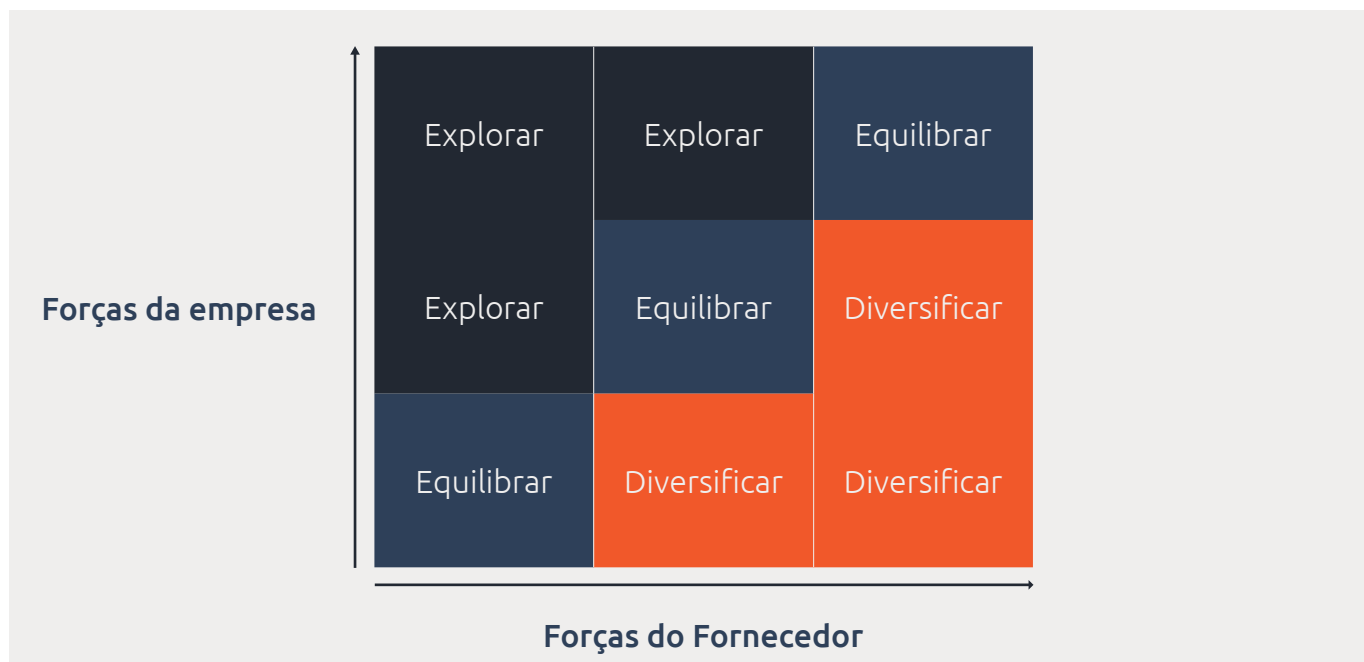 Explorar
Explorar
Equilibrar
Forças da empresa
Explorar
Equilibrar
Diversificar
Equilibrar
Diversificar
Diversificar
Forças do Fornecedor